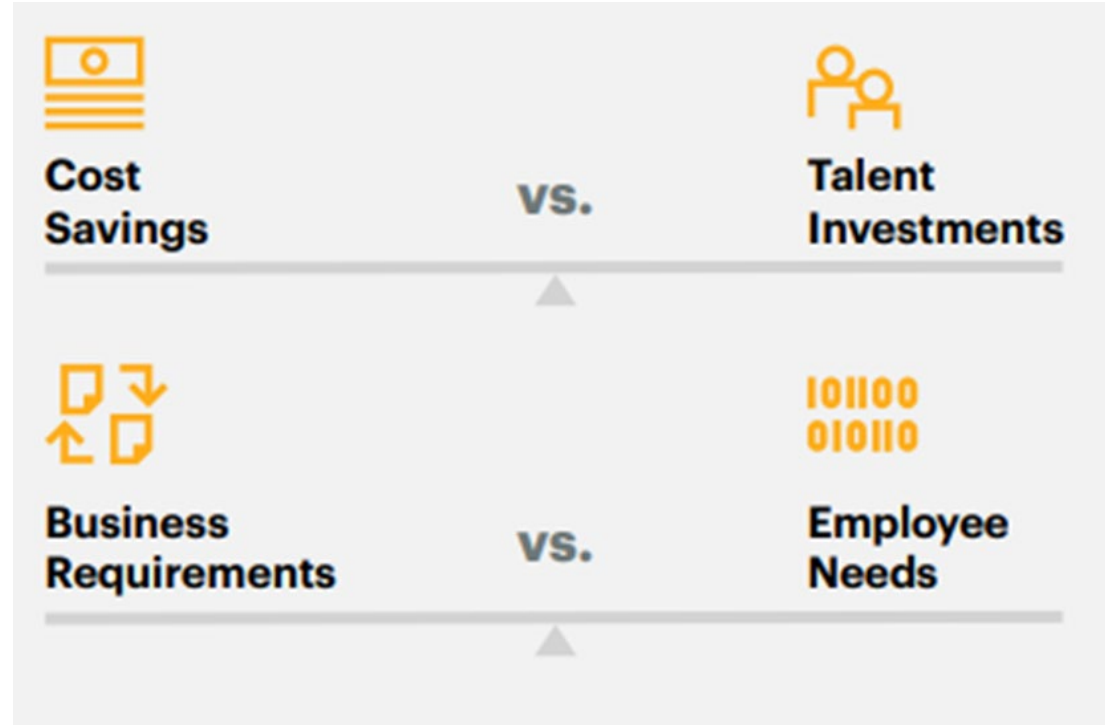 Cost
Savings
vs.
Talent
Investments
101100
010110
Business
Requirements
vs.
Employee
Needs